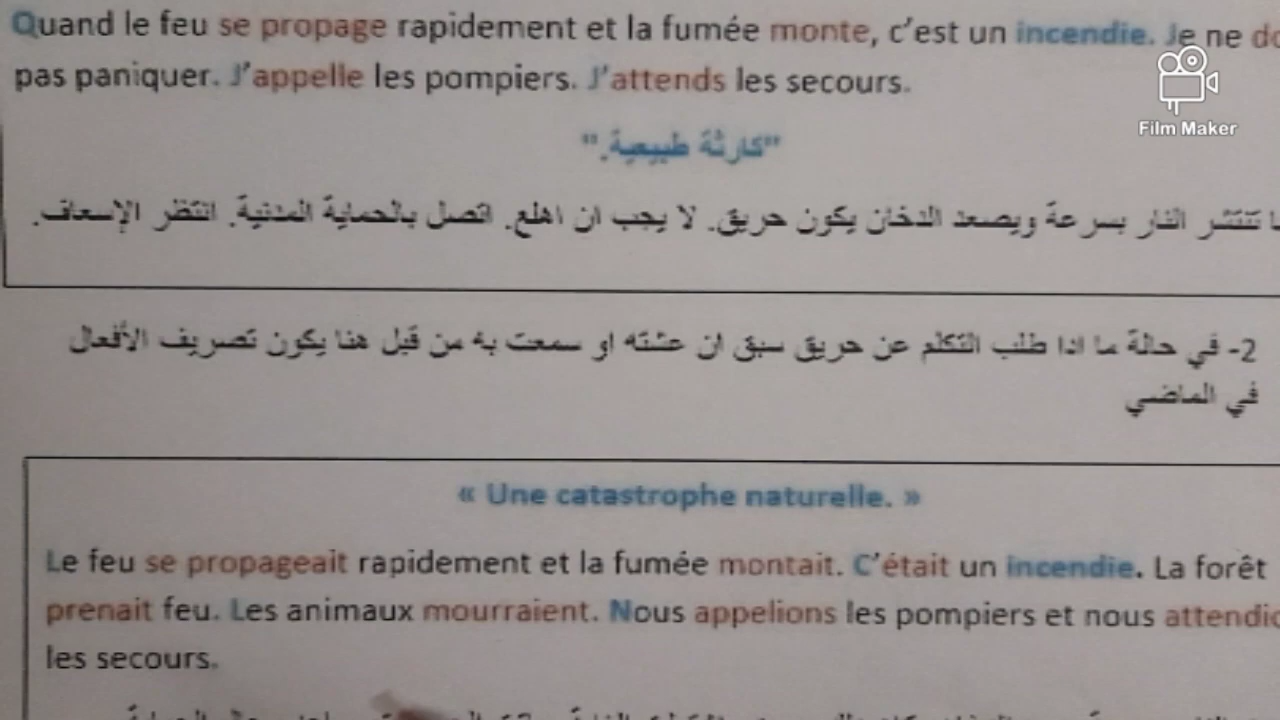 Quand le feu se propage rapidement et la fumée monte, c'est un incendie. Je ne
pas paniquer. J'appelle les pompiers. J'attends les secours.
Film Maker
"كارثة طبيعية."
تنتشر النار بسرعة ويصعد الدخان يكون حريق. لا يجب ان اهلع. اتصل بالحماية المدنية. انتظر الإسعاف.
2- في حالة ما اذا طلب التكلم عن حريق سبق ان عشته او سمعت به من قبل هنا يكون تصريف الأفعال
في الماضي
« Une catastrophe naturelle. »
Le feu se propageait rapidement et la fumée montait. C'était un incendie. La forêt
prenait feu. Les animaux mourraient. Nous appelions les pompiers et nous
les secours.